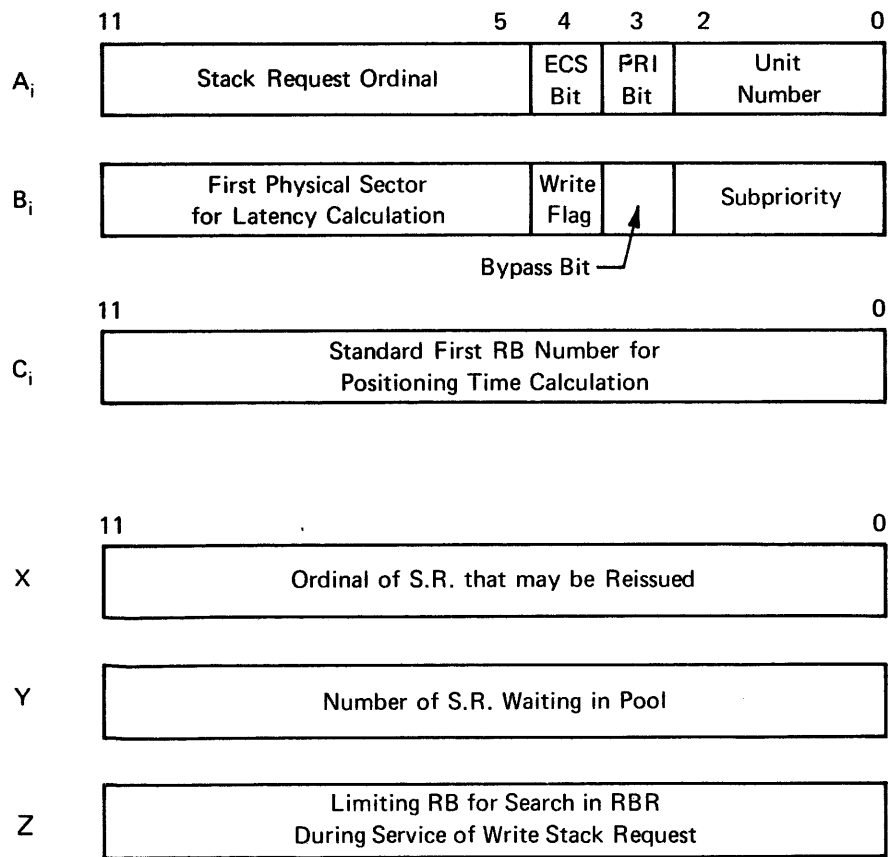 11 5 4 3 2 0
Ai Stack Request Ordinal ECS Bit PRI Bit Unit Number
Bi First Physical Sector for Latency Calculation Write Flag Subpriority
Bypass Bit
11 0
Ci Standard First RB Number for Positioning Time Calculation
11 0
X Ordinal of S.R. that may be Reissued
Y Number of S.R. Waiting in Pool
Z Limiting RB for Search in RBR During Service of Write Stack Request